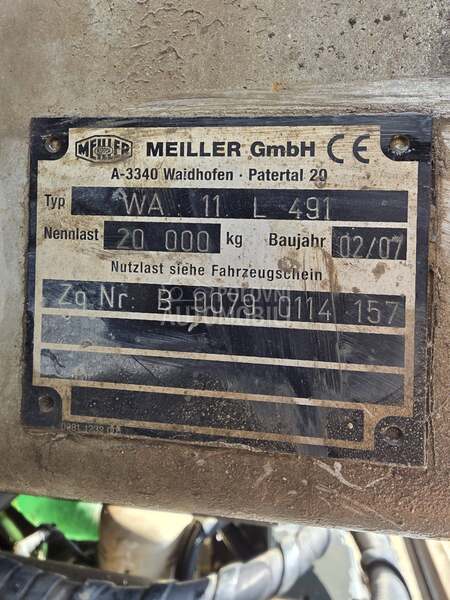 MEILLER MEILLER GmbH CE
A-3340 Waidhofen · Patertal 20
Typ WA 11 L 491
Nennlast 20 000 kg Baujahr 02/07
Nutzlast siehe Fahrzeugschein
Zg.Nr. B 0079 0114 157